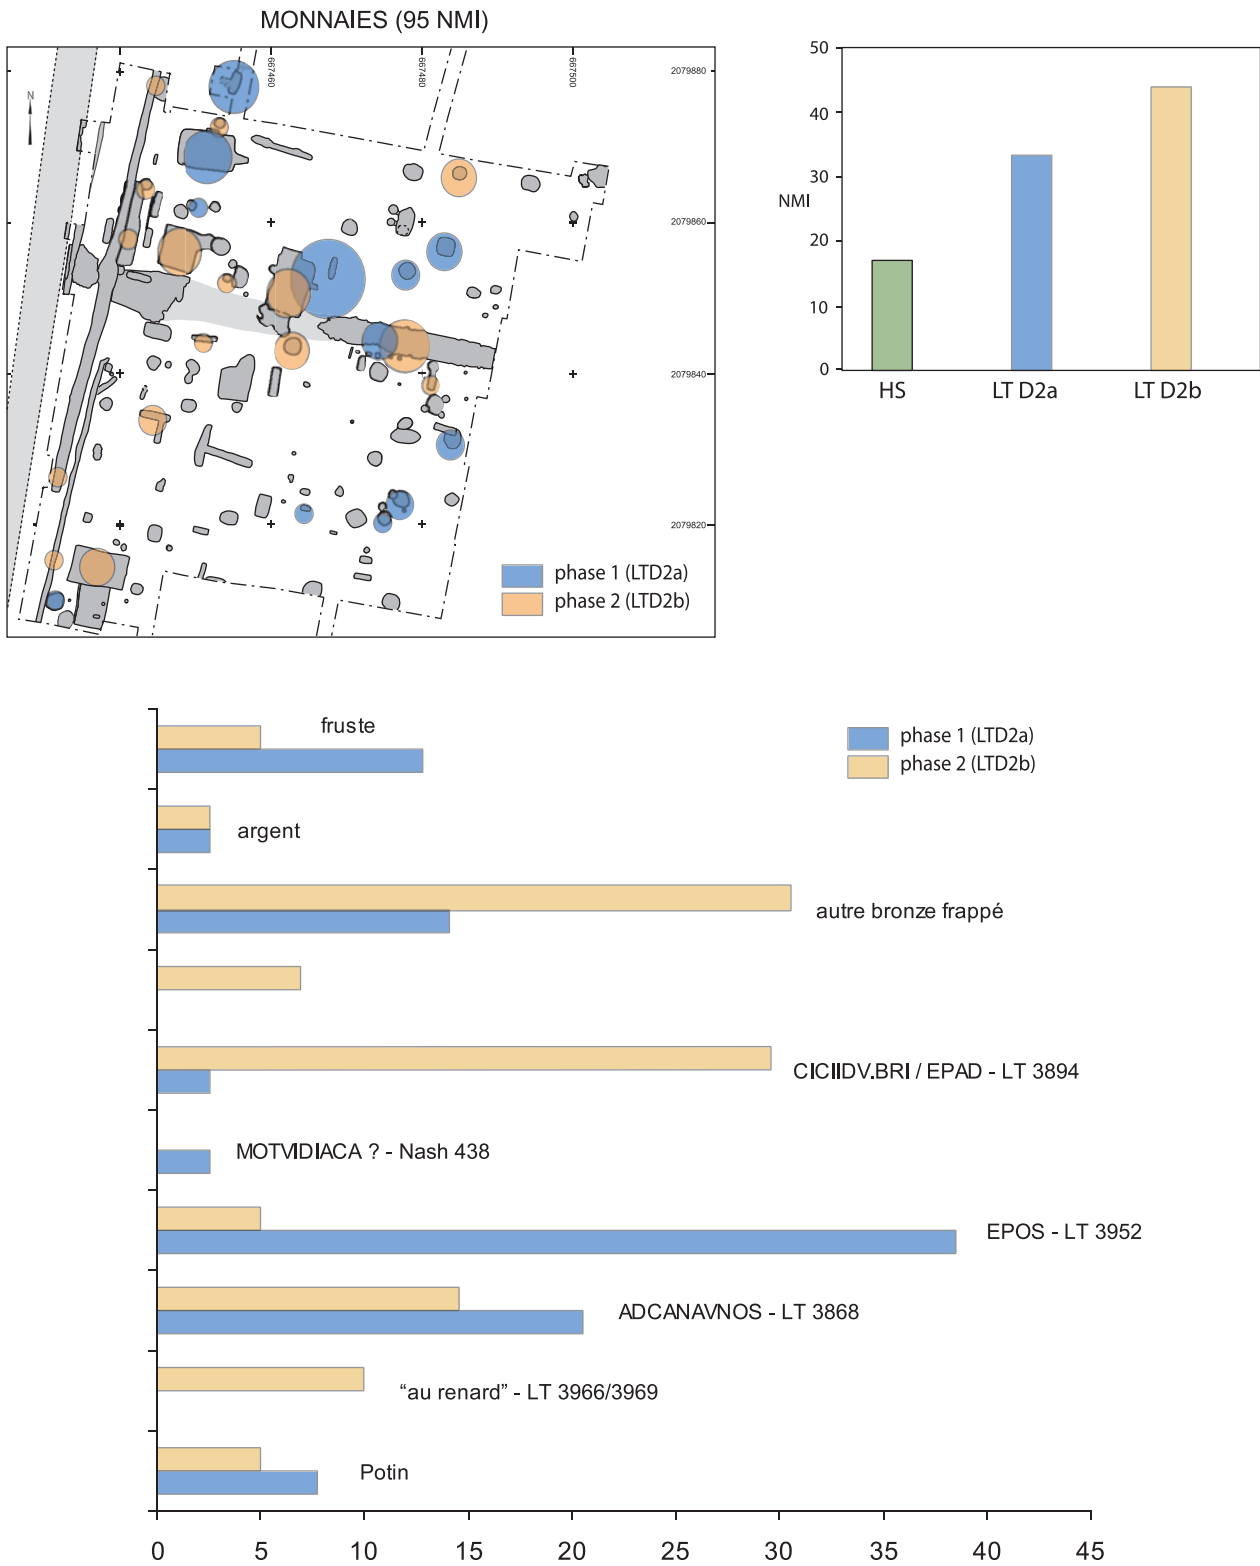 MONNAIES (95 NMI)
N
667460
667480
667500
2079880
2079860
2079840
2079820
phase 1 (LTD2a)
phase 2 (LTD2b)
50
40
30
20
10
0
NMI
HS
LT D2a
LT D2b
fruste
phase 1 (LTD2a)
phase 2 (LTD2b)
argent
autre bronze frappé
CICIIDV.BRI / EPAD - LT 3894
MOTVIDIACA ? - Nash 438
EPOS - LT 3952
ADCANAVNOS - LT 3868
“au renard” - LT 3966/3969
Potin
0 5 10 15 20 25 30 35 40 45